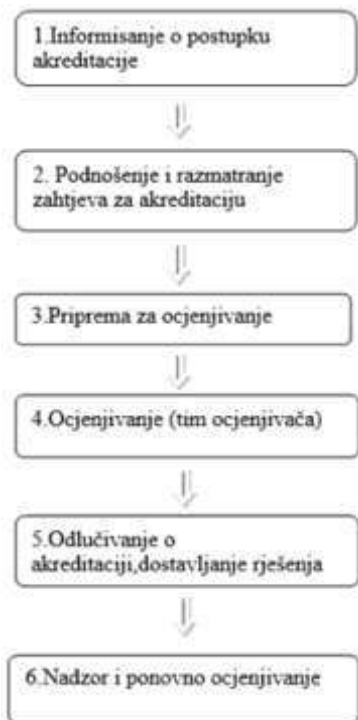 1.Informisanje o postupku
akreditacije
2. Podnošenje i razmatranje
zahtjeva za akreditaciju
3.Priprema za ocjenjivanje
4.Ocjenjivanje (tim ocjenjivača)
5.Odlučivanje o
akreditaciji,dostavljanje rješenja
6.Nadzor i ponovno ocjenjivanje